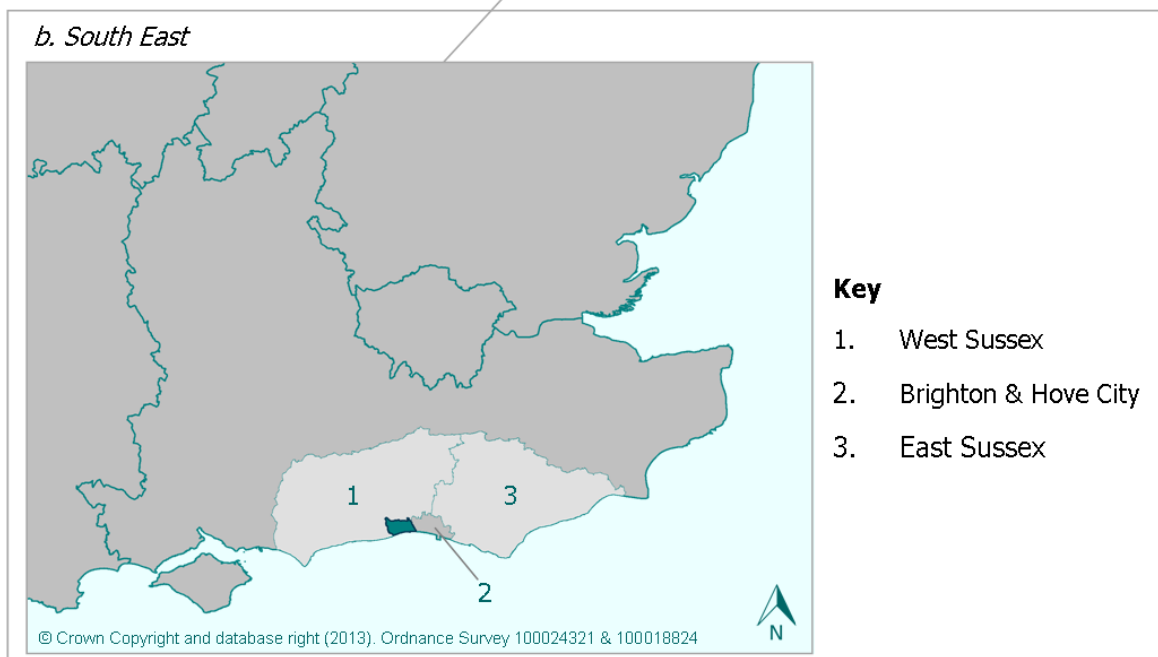 b. South East
1
3
2
N
© Crown Copyright and database right (2013). Ordnance Survey 100024321 & 100018824
Key
1. West Sussex
2. Brighton & Hove City
3. East Sussex